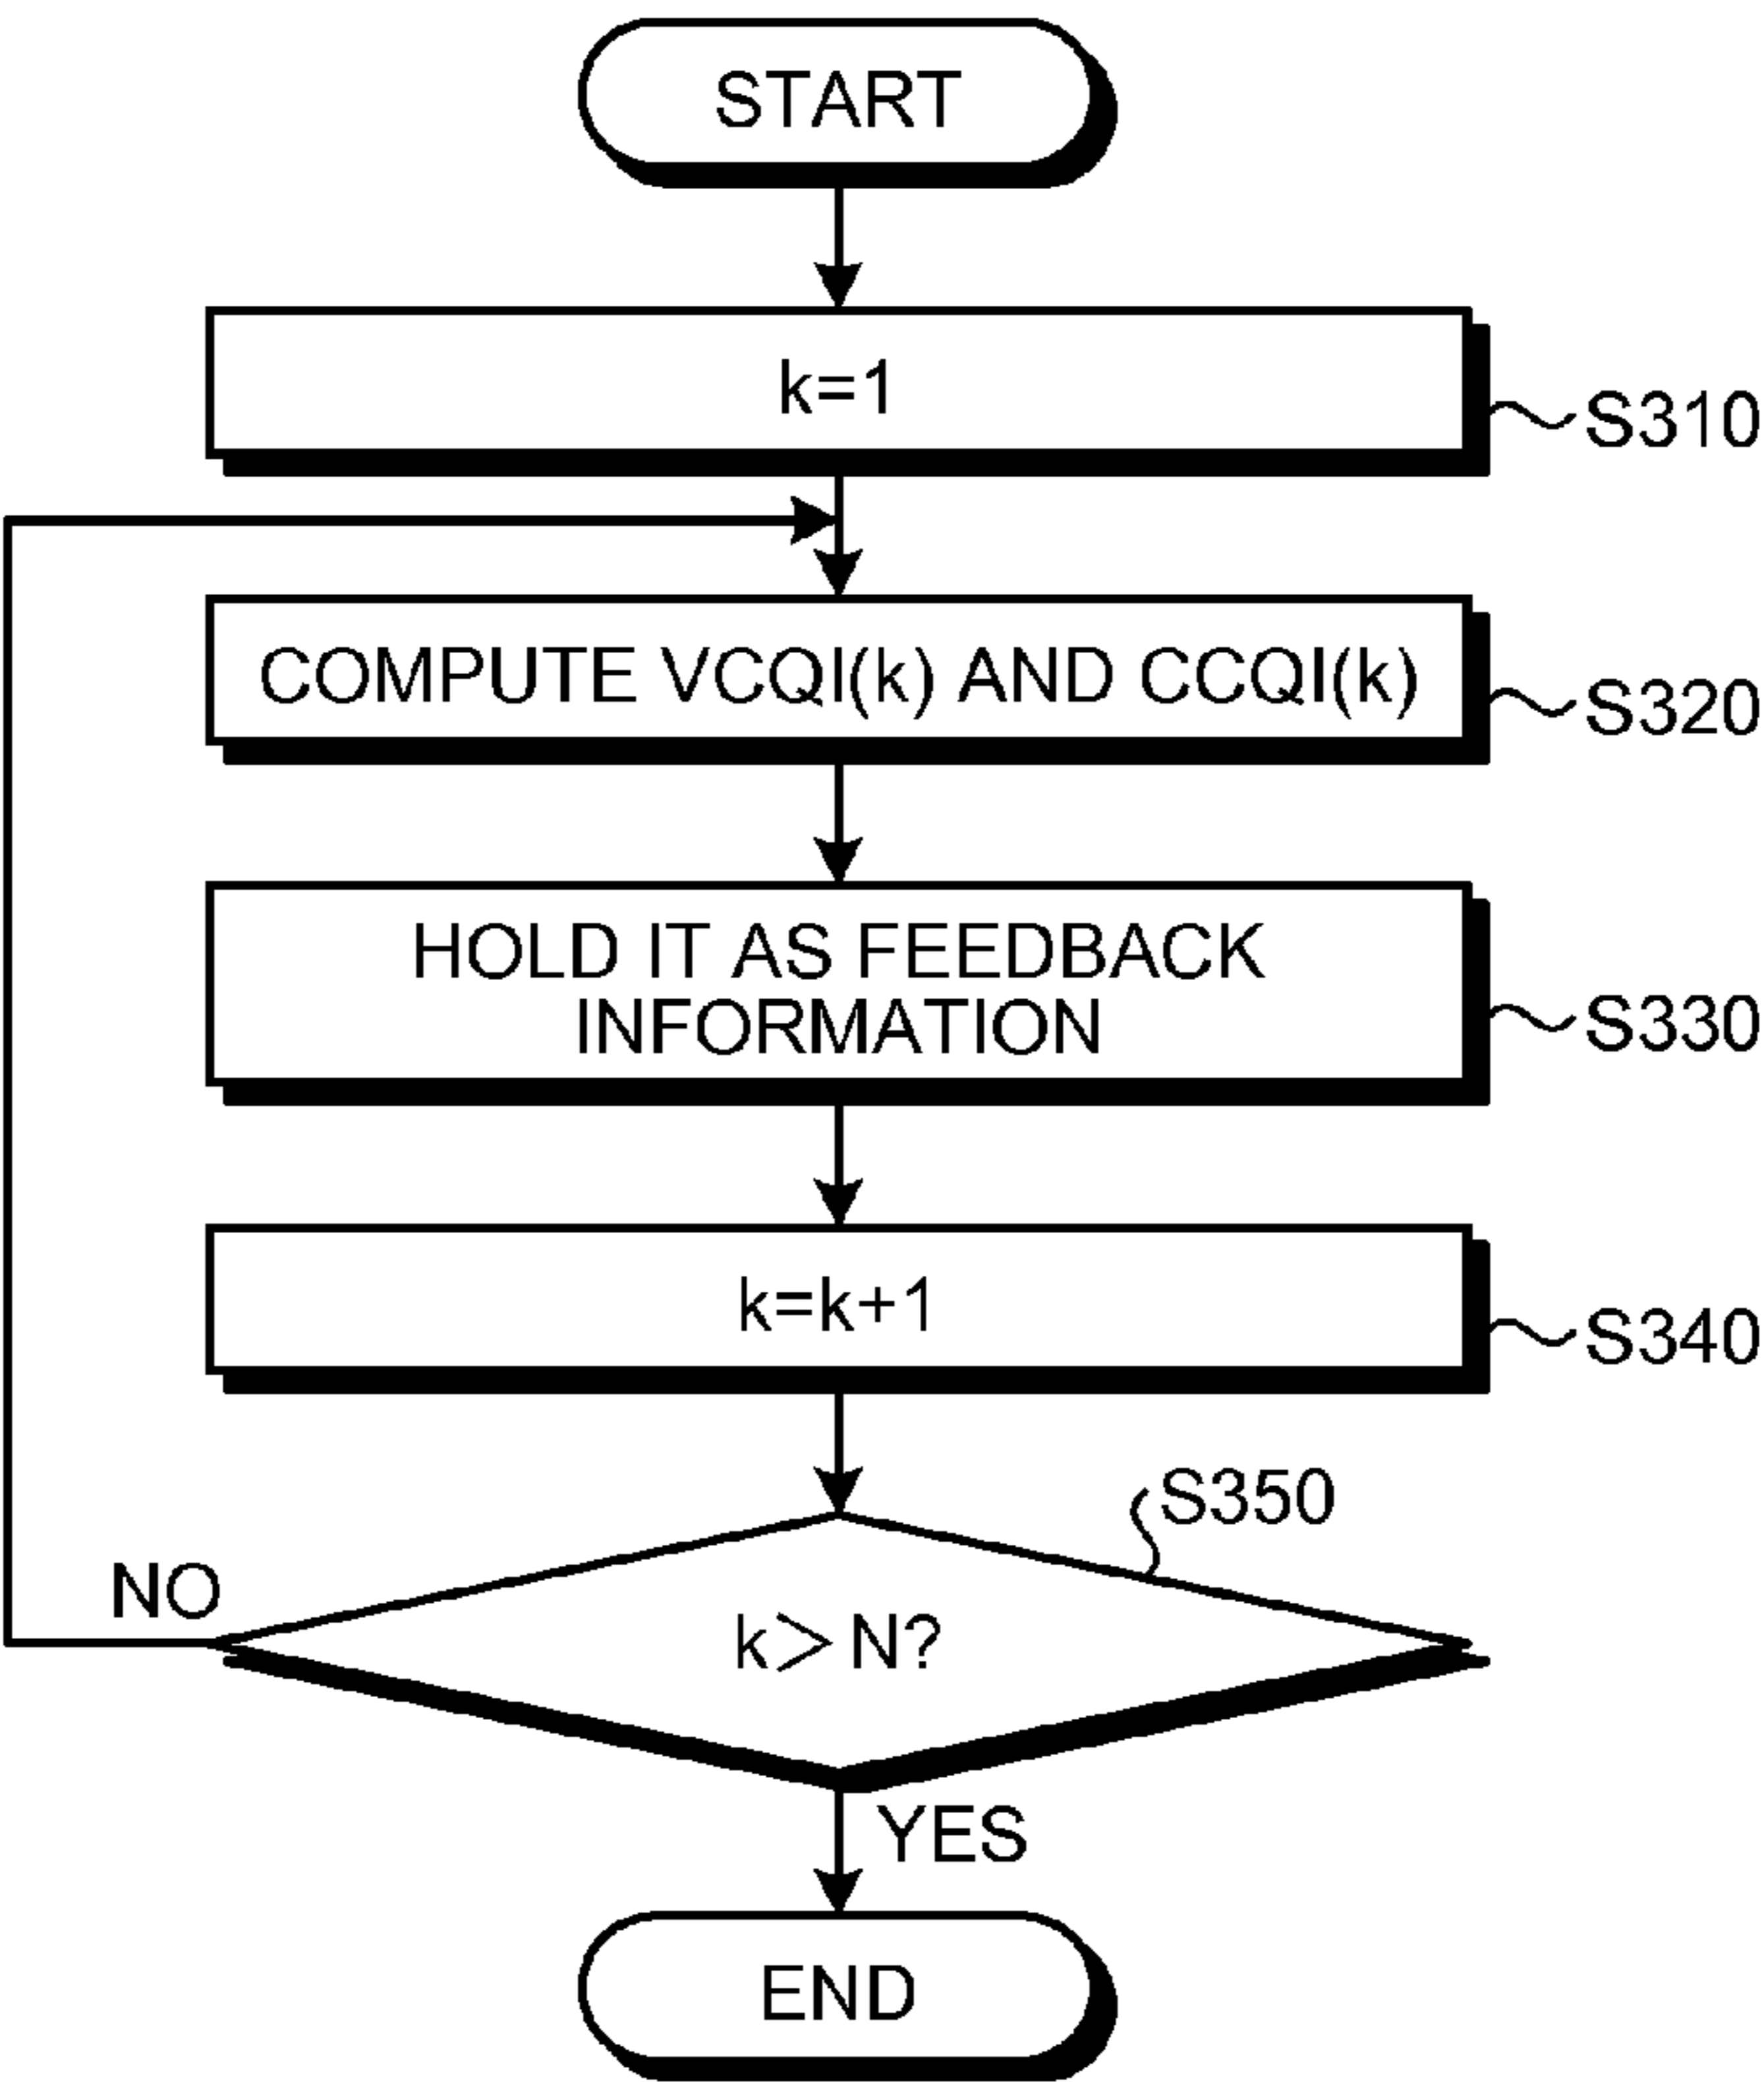 START
k=1
S310
COMPUTE VCQI(k) AND CCQI(k)
S320
HOLD IT AS FEEDBACK
INFORMATION
S330
k=k+1
S340
S350
NO
k>N?
YES
END